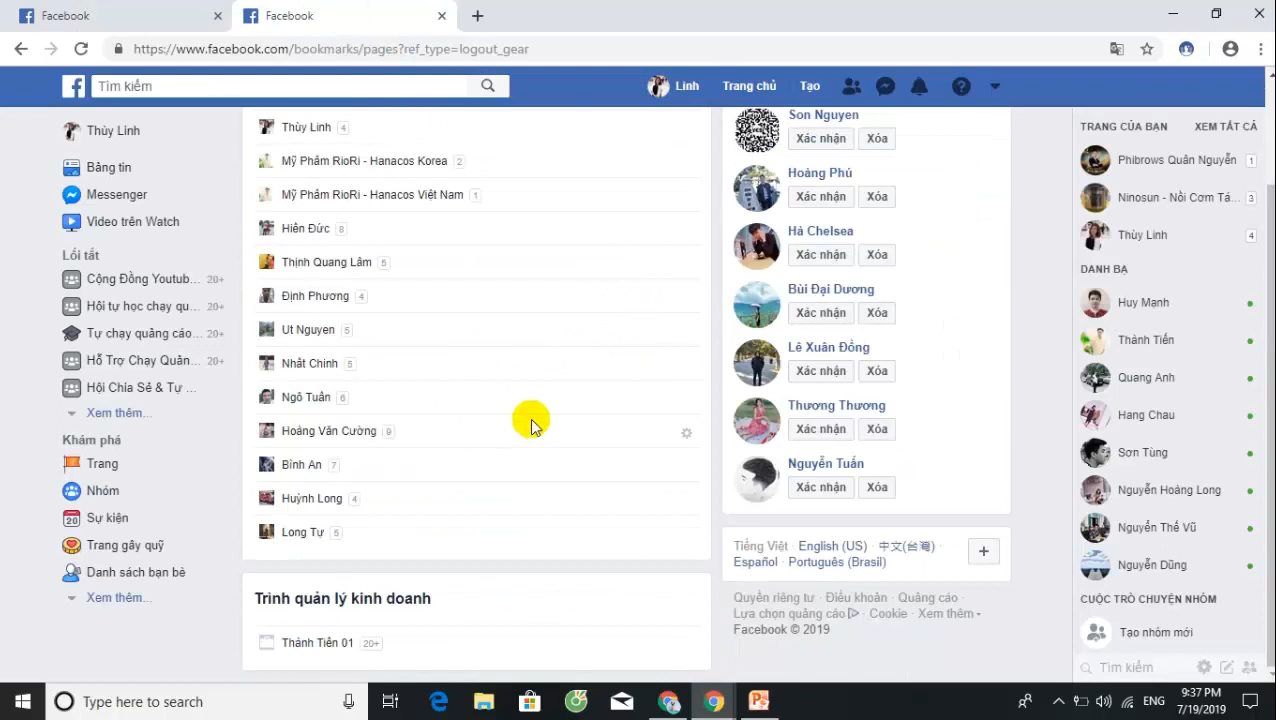 Facebook
Facebook
https://www.facebook.com/bookmarks/pages?ref_type=logout_gear
Tìm kiếm
Linh
Trang chủ
Tạo
Thùy Linh
Bảng tin
Messenger
Video trên Watch
Lối tắt
Cộng Đồng Youtub... 20+
Hội tự học chạy qu... 20+
Tự chạy quảng cáo... 20+
Hỗ Trợ Chạy Quản... 20+
Hội Chia Sẻ & Tự ...
Xem thêm...
Khám phá
Trang
Nhóm
20 Sự kiện
Trang gây quỹ
Danh sách bạn bè
Xem thêm...
Thùy Linh 4
Mỹ Phẩm RioRi - Hanacos Korea 2
Mỹ Phẩm RioRi - Hanacos Việt Nam 1
Hiền Đức 8
Thịnh Quang Lâm 5
Định Phương 4
Ut Nguyen 5
Nhất Chinh 5
Ngô Tuấn 6
Hoàng Văn Cường 9
Bình An 7
Huỳnh Long 4
Long Tự 5
Trình quản lý kinh doanh
Thành Tiến 01 20+
Son Nguyen
Xác nhận Xóa
Hoàng Phú
Xác nhận Xóa
Hà Chelsea
Xác nhận Xóa
Bùi Đại Dương
Xác nhận Xóa
Lê Xuân Đồng
Xác nhận Xóa
Thương Thương
Xác nhận Xóa
Nguyễn Tuấn
Xác nhận Xóa
Tiếng Việt · English (US) · 中文(台灣) ·
Español · Português (Brasil)
Quyền riêng tư · Điều khoản · Quảng cáo ·
Lựa chọn quảng cáo · Cookie · Xem thêm
Facebook © 2019
TRANG CỦA BẠN XEM TẤT CẢ
Phibrows Quân Nguyễn 1
Ninosun - Nồi Cơm Tá... 3
Thùy Linh 4
DANH BẠ
Huy Mạnh
Thành Tiến
Quang Anh
Hang Chau
Sơn Tùng
Nguyễn Hoàng Long
Nguyễn Thế Vũ
Nguyễn Dũng
CUỘC TRÒ CHUYỆN NHÓM
Tạo nhóm mới
Tìm kiếm
Type here to search
ENG
9:37 PM
7/19/2019